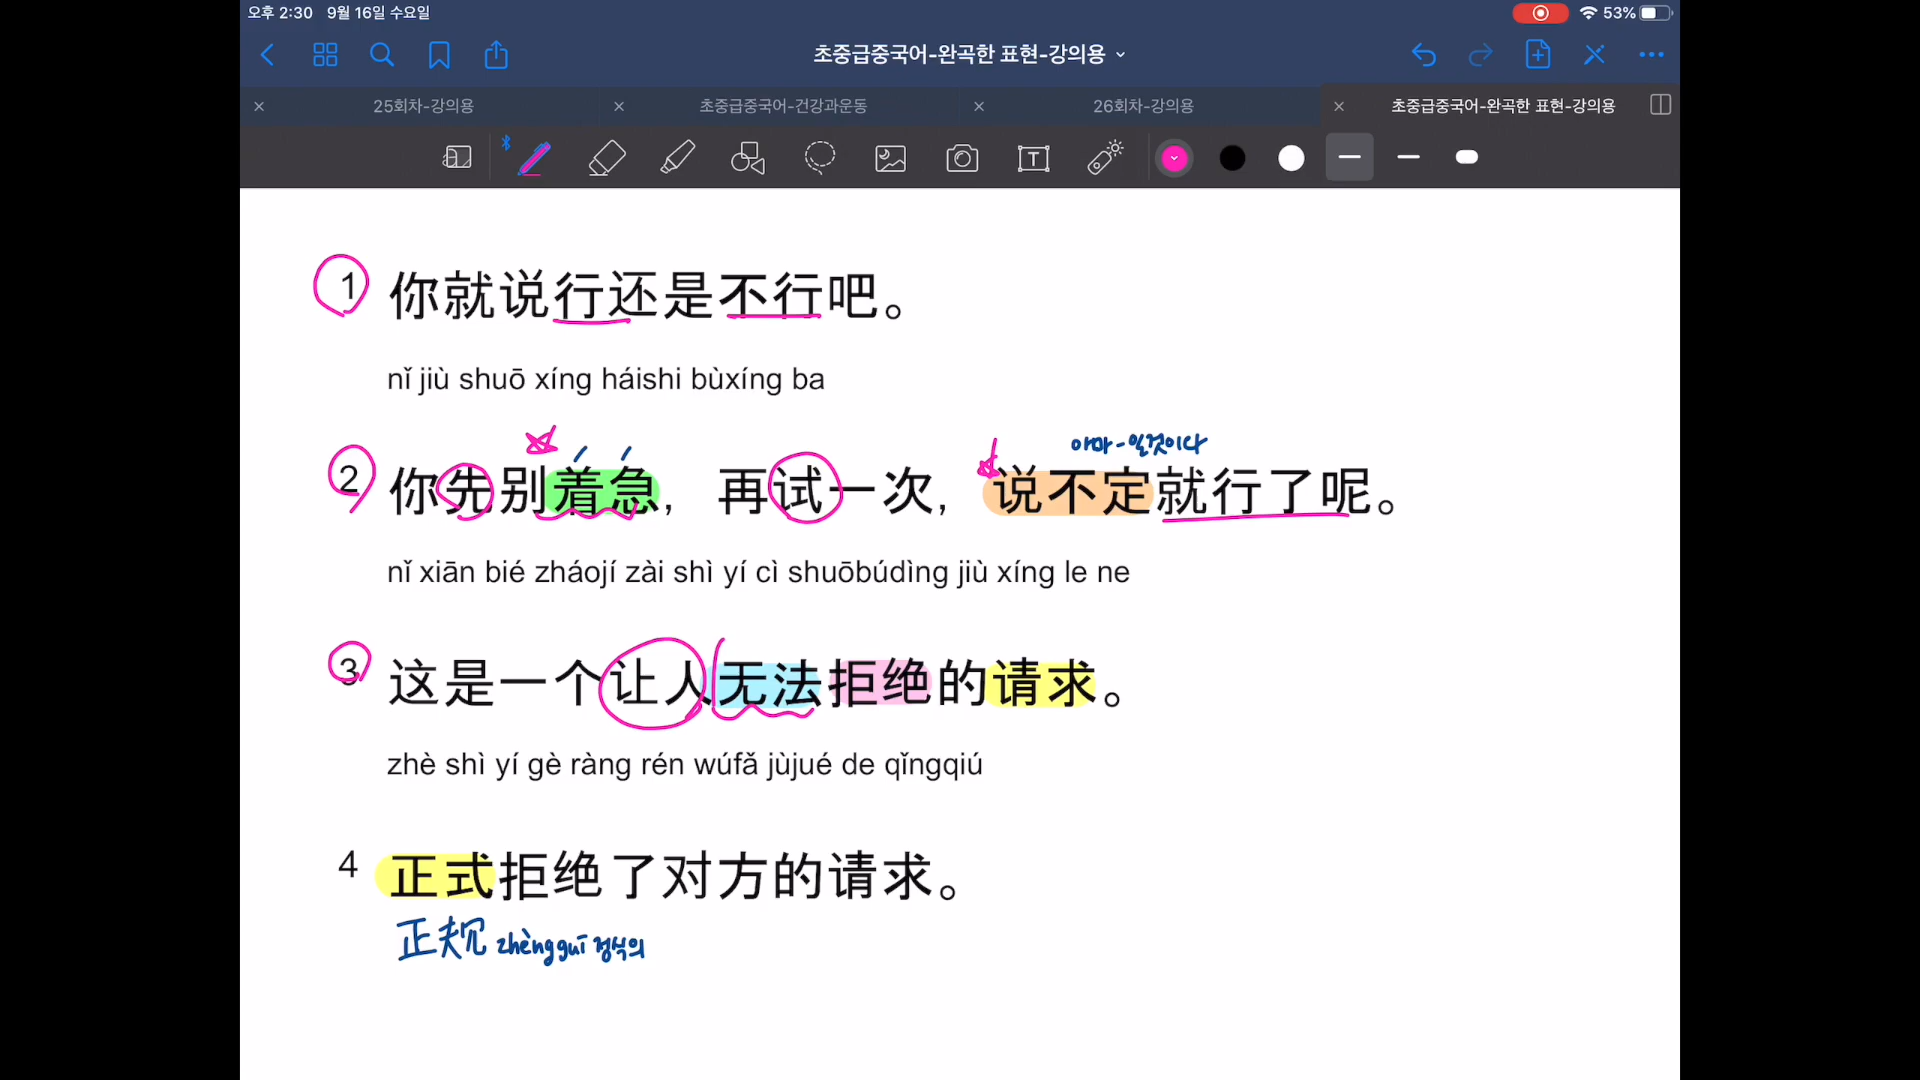 오후 2:30 9월 16일 수요일 53%
초중급중국어-완곡한 표현-강의용
25회차-강의용 초중급중국어-건강과운동 26회차-강의용 초중급중국어-완곡한 표현-강의용
1 你就说行还是不行吧。
nǐ jiù shuō xíng háishi bùxíng ba
아마-일것이다
2 你先别着急，再试一次，说不定就行了呢。
nǐ xiān bié zháojí zài shì yí cì shuōbúdìng jiù xíng le ne
3 这是一个让人无法拒绝的请求。
zhè shì yí gè ràng rén wúfǎ jùjué de qǐngqiú
4 正式拒绝了对方的请求。
正规 zhèngguī 정식의